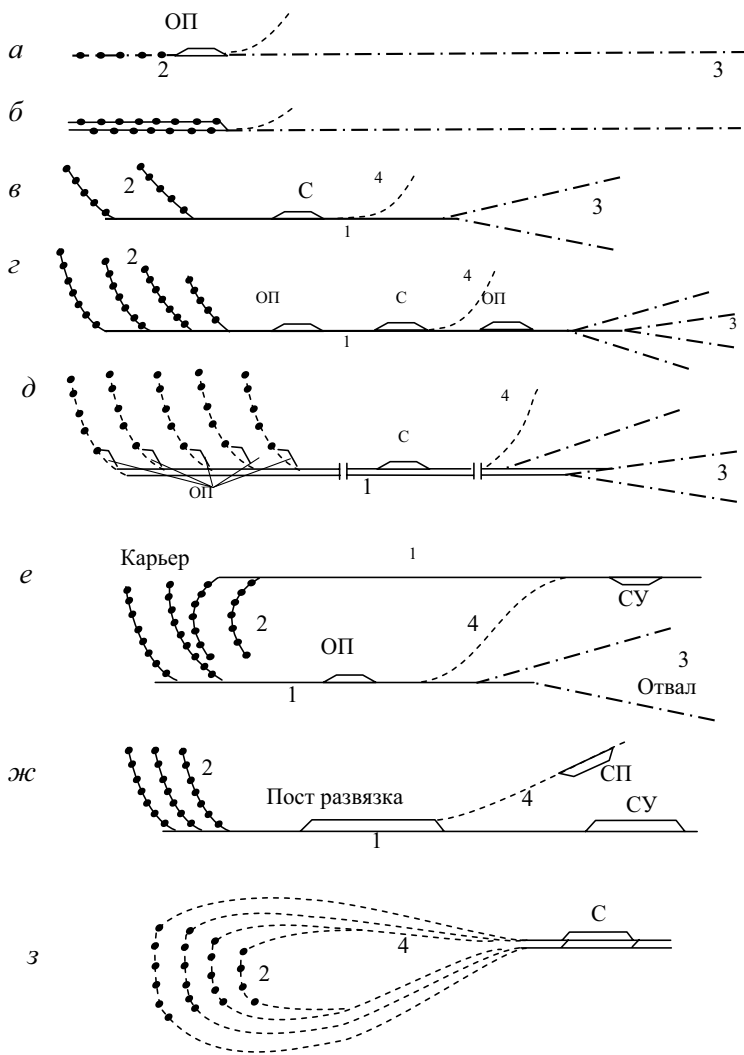 ОП
а
2 3
б
в 2 С 4 3
1
г 2 ОП С 4 ОП 3
1
д 4
С
ОП 1 3
Карьер 1
е 2 4 СУ
ОП 3
1 Отвал
ж 2 СП
Пост развязка 4 СУ
1
С
з 2 4